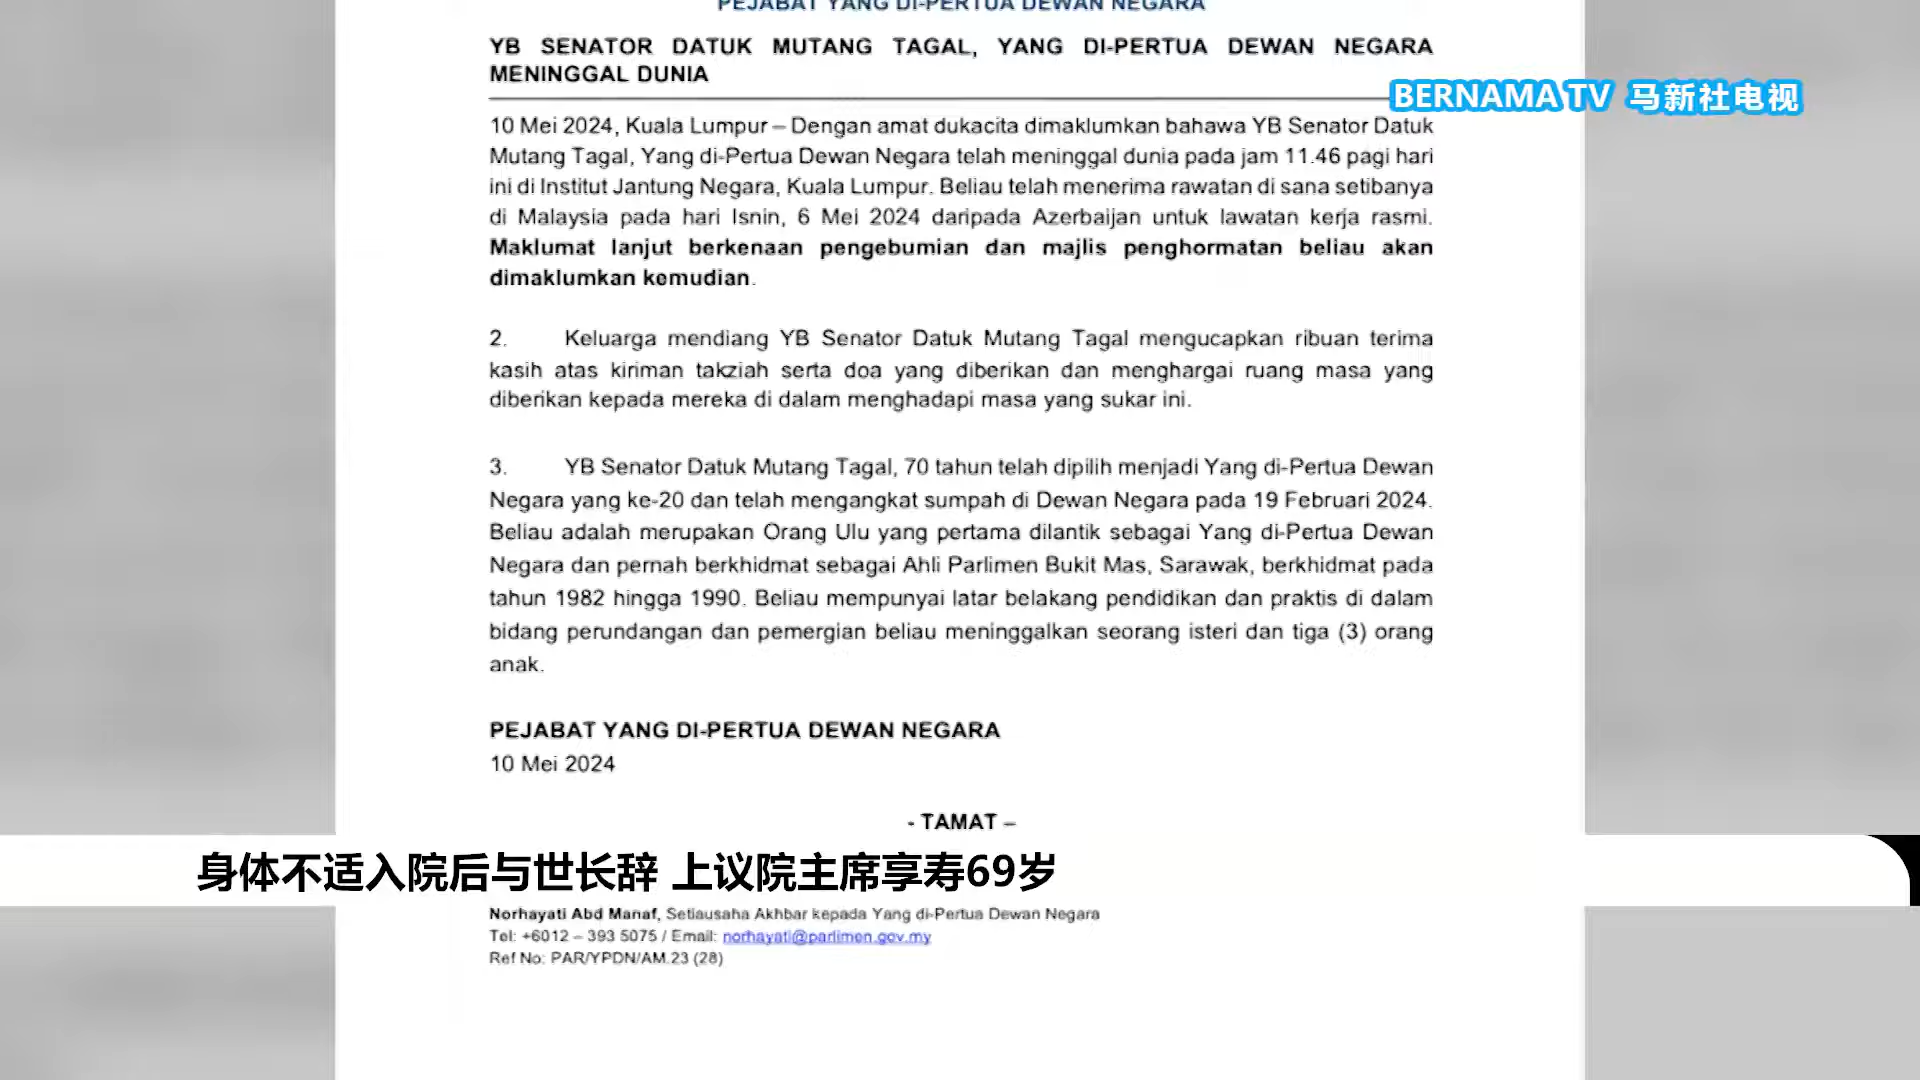 PEJABAT YANG DI-PERTUA DEWAN NEGARA
YB SENATOR DATUK MUTANG TAGAL, YANG DI-PERTUA DEWAN NEGARA
MENINGGAL DUNIA
BERNAMA TV 马新社电视
10 Mei 2024, Kuala Lumpur – Dengan amat dukacita dimaklumkan bahawa YB Senator Datuk
Mutang Tagal, Yang di-Pertua Dewan Negara telah meninggal dunia pada jam 11.46 pagi hari
ini di Institut Jantung Negara, Kuala Lumpur. Beliau telah menerima rawatan di sana setibanya
di Malaysia pada hari Isnin, 6 Mei 2024 daripada Azerbaijan untuk lawatan kerja rasmi.
Maklumat lanjut berkenaan pengebumian dan majlis penghormatan beliau akan
dimaklumkan kemudian.
2. Keluarga mendiang YB Senator Datuk Mutang Tagal mengucapkan ribuan terima
kasih atas kiriman takziah serta doa yang diberikan dan menghargai ruang masa yang
diberikan kepada mereka di dalam menghadapi masa yang sukar ini.
3. YB Senator Datuk Mutang Tagal, 70 tahun telah dipilih menjadi Yang di-Pertua Dewan
Negara yang ke-20 dan telah mengangkat sumpah di Dewan Negara pada 19 Februari 2024.
Beliau adalah merupakan Orang Ulu yang pertama dilantik sebagai Yang di-Pertua Dewan
Negara dan pernah berkhidmat sebagai Ahli Parlimen Bukit Mas, Sarawak, berkhidmat pada
tahun 1982 hingga 1990. Beliau mempunyai latar belakang pendidikan dan praktis di dalam
bidang perundangan dan pemergian beliau meninggalkan seorang isteri dan tiga (3) orang
anak.
PEJABAT YANG DI-PERTUA DEWAN NEGARA
10 Mei 2024
- TAMAT –
身体不适入院后与世长辞 上议院主席享寿69岁
Norhayati Abd Manaf, Setiausaha Akhbar kepada Yang di-Pertua Dewan Negara
Tel: +6012 – 393 5075 / Email: norhayati@parlimen.gov.my
Ref No: PAR/YPDN/AM.23 (28)